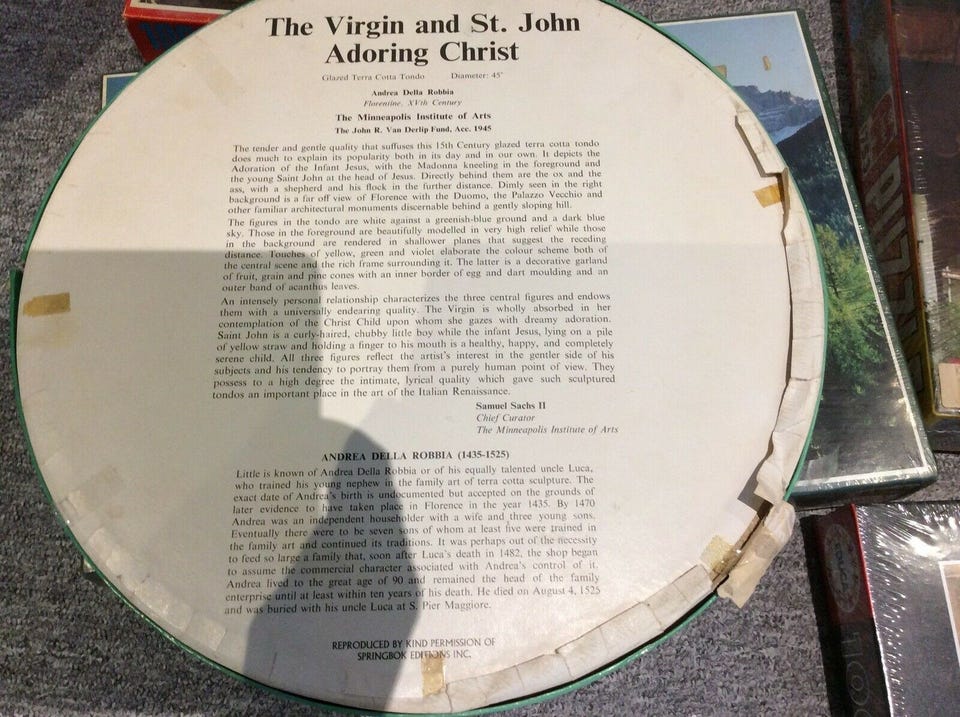 The Virgin and St. John
Adoring Christ
Glazed Terra Cotta Tondo Diameter: 45"
Andrea Della Robbia
Florentine, XVth Century
The Minneapolis Institute of Arts
The John R. Van Derlip Fund, Acc. 1945
The tender and gentle quality that suffuses this 15th Century glazed terra cotta tondo
does much to explain its popularity both in its day and in our own. It depicts the
Adoration of the Infant Jesus, with the Madonna kneeling in the foreground and
the young Saint John at the head of Jesus. Directly behind them are the ox and the
ass, with a shepherd and his flock in the further distance. Dimly seen in the right
background is a far off view of Florence with the Duomo, the Palazzo Vecchio and
other familiar architectural monuments discernable behind a gently sloping hill.
The figures in the tondo are white against a greenish-blue ground and a dark blue
sky. Those in the foreground are beautifully modelled in very high relief while those
in the background are rendered in shallower planes that suggest the receding
distance. Touches of yellow, green and violet elaborate the colour scheme both of
the central scene and the rich frame surrounding it. The latter is a decorative garland
of fruit, grain and pine cones with an inner border of egg and dart moulding and an
outer band of acanthus leaves.
An intensely personal relationship characterizes the three central figures and endows
them with a universally endearing quality. The Virgin is wholly absorbed in her
contemplation of the Christ Child upon whom she gazes with dreamy adoration.
Saint John is a curly-haired, chubby little boy while the infant Jesus, lying on a pile
of yellow straw and holding a finger to his mouth is a healthy, happy, and completely
serene child. All three figures reflect the artist's interest in the gentler side of his
subjects and his tendency to portray them from a purely human point of view. They
possess to a high degree the intimate, lyrical quality which gave such sculptured
tondos an important place in the art of the Italian Renaissance.
Samuel Sachs II
Chief Curator
The Minneapolis Institute of Arts
ANDREA DELLA ROBBIA (1435-1525)
Little is known of Andrea Della Robbia or of his equally talented uncle Luca,
who trained his young nephew in the family art of terra cotta sculpture. The
exact date of Andrea's birth is undocumented but accepted on the grounds of
later evidence to have taken place in Florence in the year 1435. By 1470
Andrea was an independent householder with a wife and three young sons.
Eventually there were to be seven sons of whom at least five were trained in
the family art and continued its traditions. It was perhaps out of the necessity
to feed so large a family that, soon after Luca's death in 1482, the shop began
to assume the commercial character associated with Andrea's control of it.
Andrea lived to the great age of 90 and remained the head of the family
enterprise until at least within ten years of his death. He died on August 4, 1525
and was buried with his uncle Luca at S. Pier Maggiore.
REPRODUCED BY KIND PERMISSION OF
SPRINGBOK EDITIONS INC.